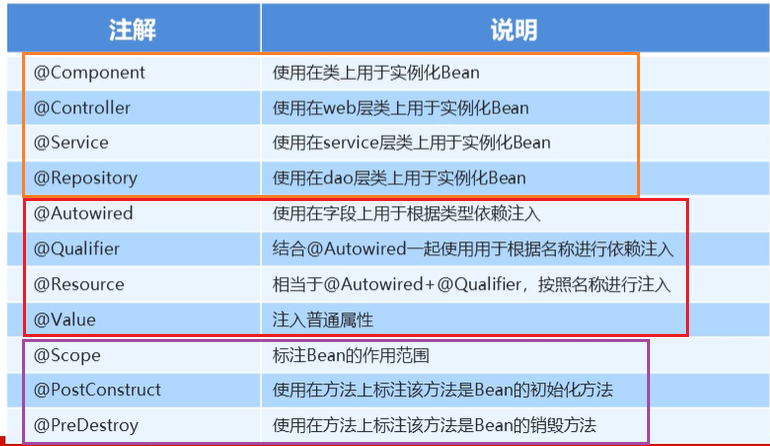 注解 说明
@Component 使用在类上用于实例化Bean
@Controller 使用在web层类上用于实例化Bean
@Service 使用在service层类上用于实例化Bean
@Repository 使用在dao层类上用于实例化Bean
@Autowired 使用在字段上用于根据类型依赖注入
@Qualifier 结合@Autowired一起使用用于根据名称进行依赖注入
@Resource 相当于@Autowired+@Qualifier，按照名称进行注入
@Value 注入普通属性
@Scope 标注Bean的作用范围
@PostConstruct 使用在方法上标注该方法是Bean的初始化方法
@PreDestroy 使用在方法上标注该方法是Bean的销毁方法